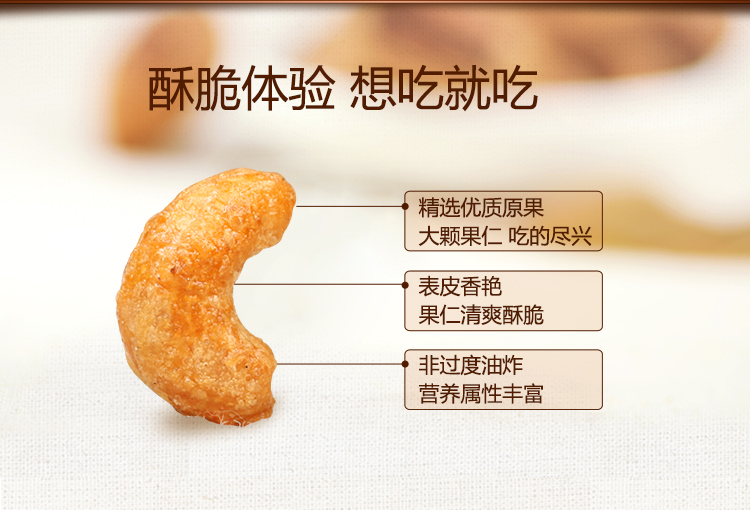 酥脆体验 想吃就吃
精选优质原果
大颗果仁 吃的尽兴
表皮香艳
果仁清爽酥脆
非过度油炸
营养属性丰富